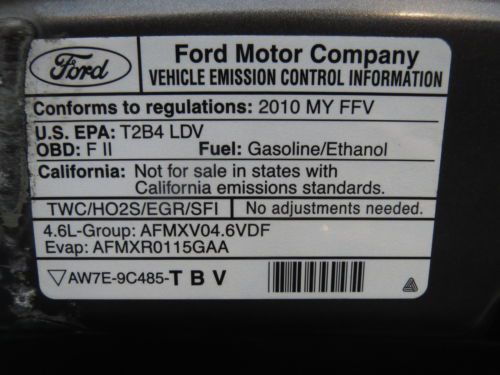 Ford
Ford Motor Company
VEHICLE EMISSION CONTROL INFORMATION
Conforms to regulations: 2010 MY FFV
U.S. EPA: T2B4 LDV
OBD: F II Fuel: Gasoline/Ethanol
California: Not for sale in states with
California emissions standards.
TWC/HO2S/EGR/SFI No adjustments needed.
4.6L-Group: AFMXV04.6VDF
Evap: AFMXR0115GAA
AW7E-9C485-T B V